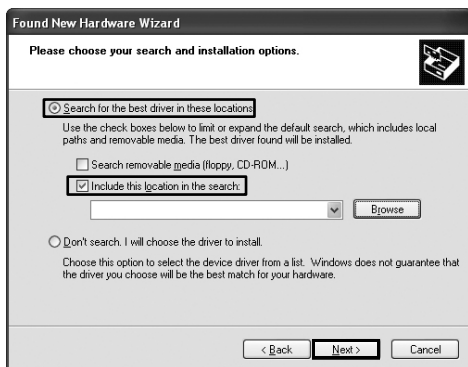 Found New Hardware Wizard
Please choose your search and installation options.
Search for the best driver in these locations
Use the check boxes below to limit or expand the default search, which includes local
paths and removable media. The best driver found will be installed.
Search removable media (floppy, CD-ROM...)
Include this location in the search:
Browse
Don't search. I will choose the driver to install.
Choose this option to select the device driver from a list. Windows does not guarantee that
the driver you choose will be the best match for your hardware.
< Back Next > Cancel